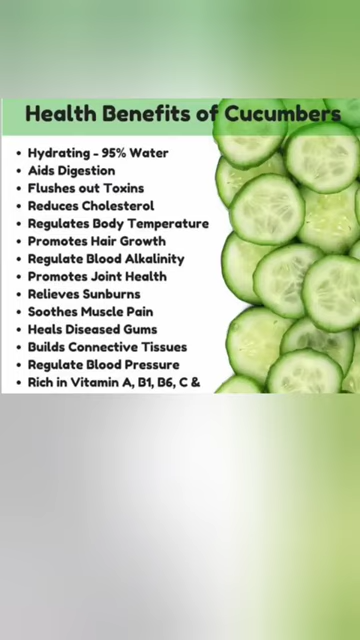 Health Benefits of Cucumbers
• Hydrating - 95% Water
• Aids Digestion
• Flushes out Toxins
• Reduces Cholesterol
• Regulates Body Temperature
• Promotes Hair Growth
• Regulate Blood Alkalinity
• Promotes Joint Health
• Relieves Sunburns
• Soothes Muscle Pain
• Heals Diseased Gums
• Builds Connective Tissues
• Regulate Blood Pressure
• Rich in Vitamin A, B1, B6, C &